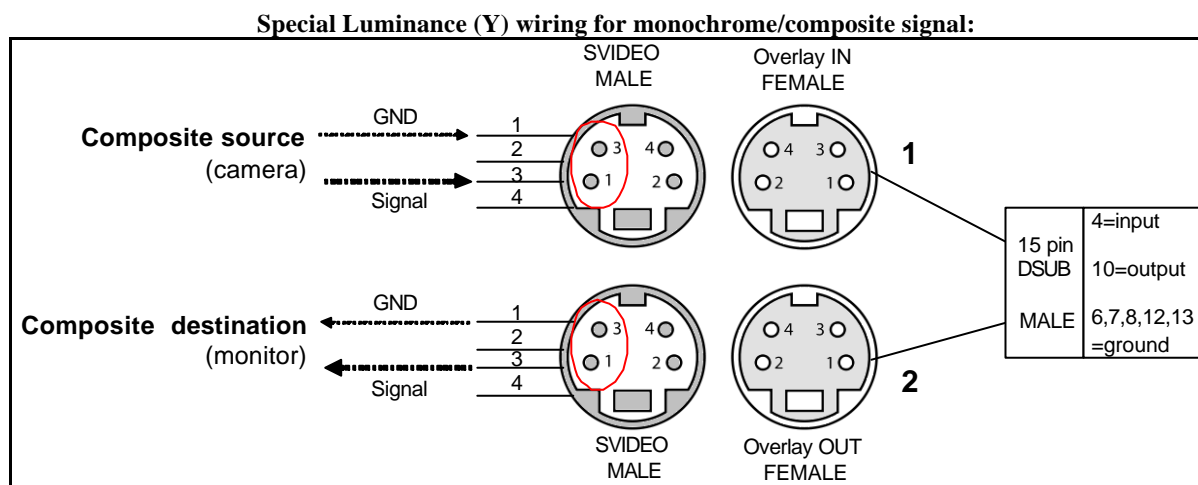 Special Luminance (Y) wiring for monochrome/composite signal:
SVIDEO
MALE
Overlay IN
FEMALE
Composite source
(camera)
GND
Signal
1
2
3
4
3
4
1
2
4
3
2
1
1
15 pin
DSUB
MALE
4=input
10=output
6,7,8,12,13
=ground
Composite destination
(monitor)
GND
Signal
1
2
3
4
3
4
1
2
4
3
2
1
2
SVIDEO
MALE
Overlay OUT
FEMALE